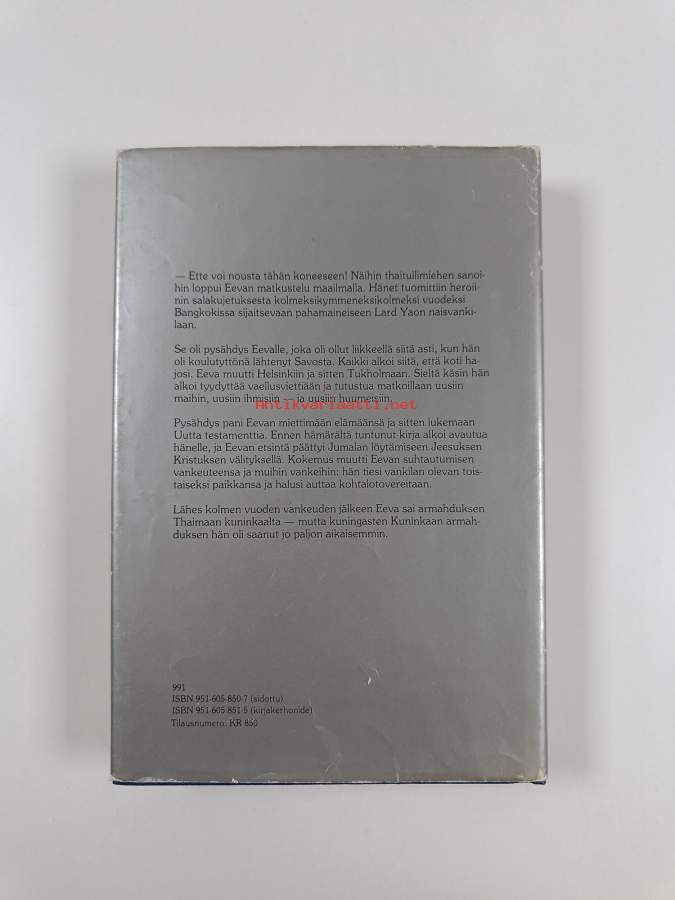 — Ette voi nousta tähän koneeseen! Näihin thaitullimiehen sanoi-
hin loppui Eevan matkustelu maailmalla. Hänet tuomittiin heroii-
nin salakujetuksesta kolmeksikymmeneksikolmeksi vuodeksi
Bangkokissa sijaitsevaan pahamaineiseen Lard Yaon naisvanki-
laan.
Se oli pysähdys Eevalle, joka oli ollut liikkeellä siitä asti, kun hän
oli koulutyttönä lähtenyt Savosta. Kaikki alkoi siitä, että koti ha-
josi. Eeva muutti Helsinkiin ja sitten Tukholmaan. Sieltä käsin hän
alkoi tyydyttää vaellusviettiään ja tutustua matkoillaan uusiin
maihin, uusiin ihmisiin — ja uusiin huumeisiin.
Antikvariaatti.net
Pysähdys pani Eevan miettimään elämäänsä ja sitten lukemaan
Uutta testamenttia. Ennen hämärältä tuntunut kirja alkoi avautua
hänelle, ja Eevan etsintä päättyi Jumalan löytämiseen Jeesuksen
Kristuksen välityksellä. Kokemus muutti Eevan suhtautumisen
vankeuteensa ja muihin vankeihin: hän tiesi vankilan olevan tois-
taiseksi paikkansa ja halusi auttaa kohtalotovereitaan.
Lähes kolmen vuoden vankeuden jälkeen Eeva sai armahduksen
Thaimaan kuninkaalta — mutta kuningasten Kuninkaan armah-
duksen hän oli saanut jo paljon aikaisemmin.
991
ISBN 951-605-850-7 (sidottu)
ISBN 951-605-851-5 (kirjakerhonide)
Tilausnumero: KR 850